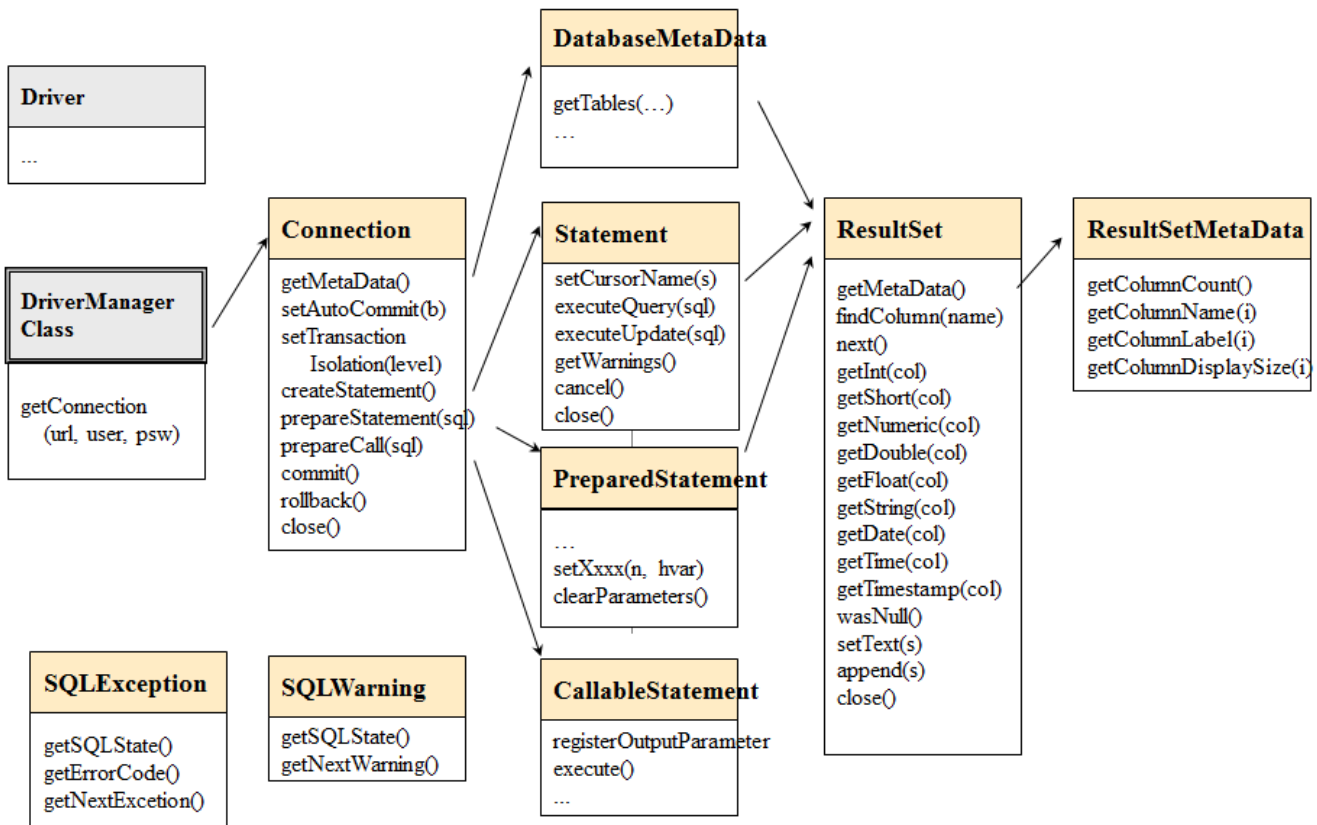 Driver
...
DriverManager
Class
getConnection
(url, user, psw)
Connection
getMetaData()
setAutoCommit(b)
setTransaction
Isolation(level)
createStatement()
prepareStatement(sql)
prepareCall(sql)
commit()
rollback()
close()
DatabaseMetaData
getTables(…)
…
Statement
setCursorName(s)
executeQuery(sql)
executeUpdate(sql)
getWarnings()
cancel()
close()
PreparedStatement
…
setXxxx(n, hvar)
clearParameters()
CallableStatement
registerOutputParameter
execute()
...
ResultSet
getMetaData()
findColumn(name)
next()
getInt(col)
getShort(col)
getNumeric(col)
getDouble(col)
getFloat(col)
getString(col)
getDate(col)
getTime(col)
getTimestamp(col)
wasNull()
setText(s)
append(s)
close()
ResultSetMetaData
getColumnCount()
getColumnName(i)
getColumnLabel(i)
getColumnDisplaySize(i)
SQLException
getSQLState()
getErrorCode()
getNextExcetion()
SQLWarning
getSQLState()
getNextWarning()